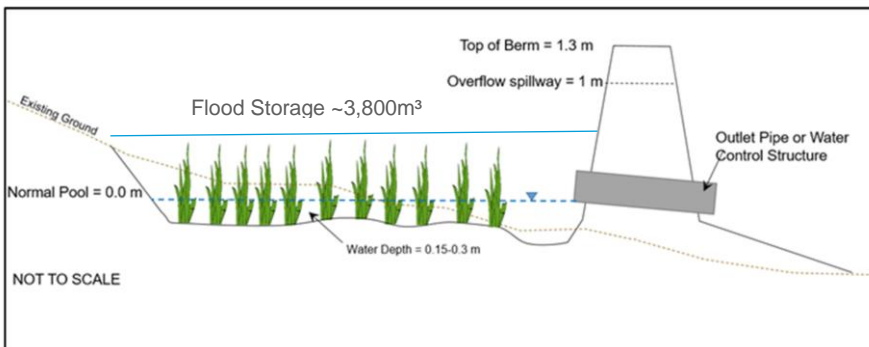 Top of Berm = 1.3 m
Overflow spillway = 1 m
Flood Storage ~3,800m³
Existing Ground
Outlet Pipe or Water
Control Structure
Normal Pool = 0.0 m
Water Depth = 0.15-0.3 m
NOT TO SCALE